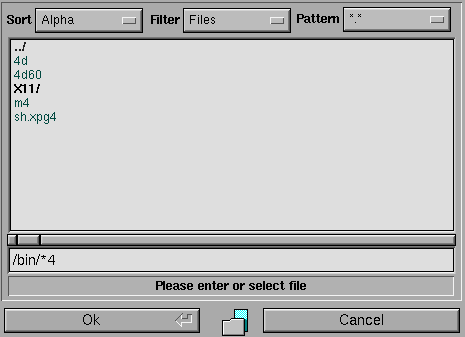 Sort Alpha Filter Files Pattern *.*
../
4d
4d60
X11/
m4
sh.xpg4
/bin/*4
Please enter or select file
Ok Cancel